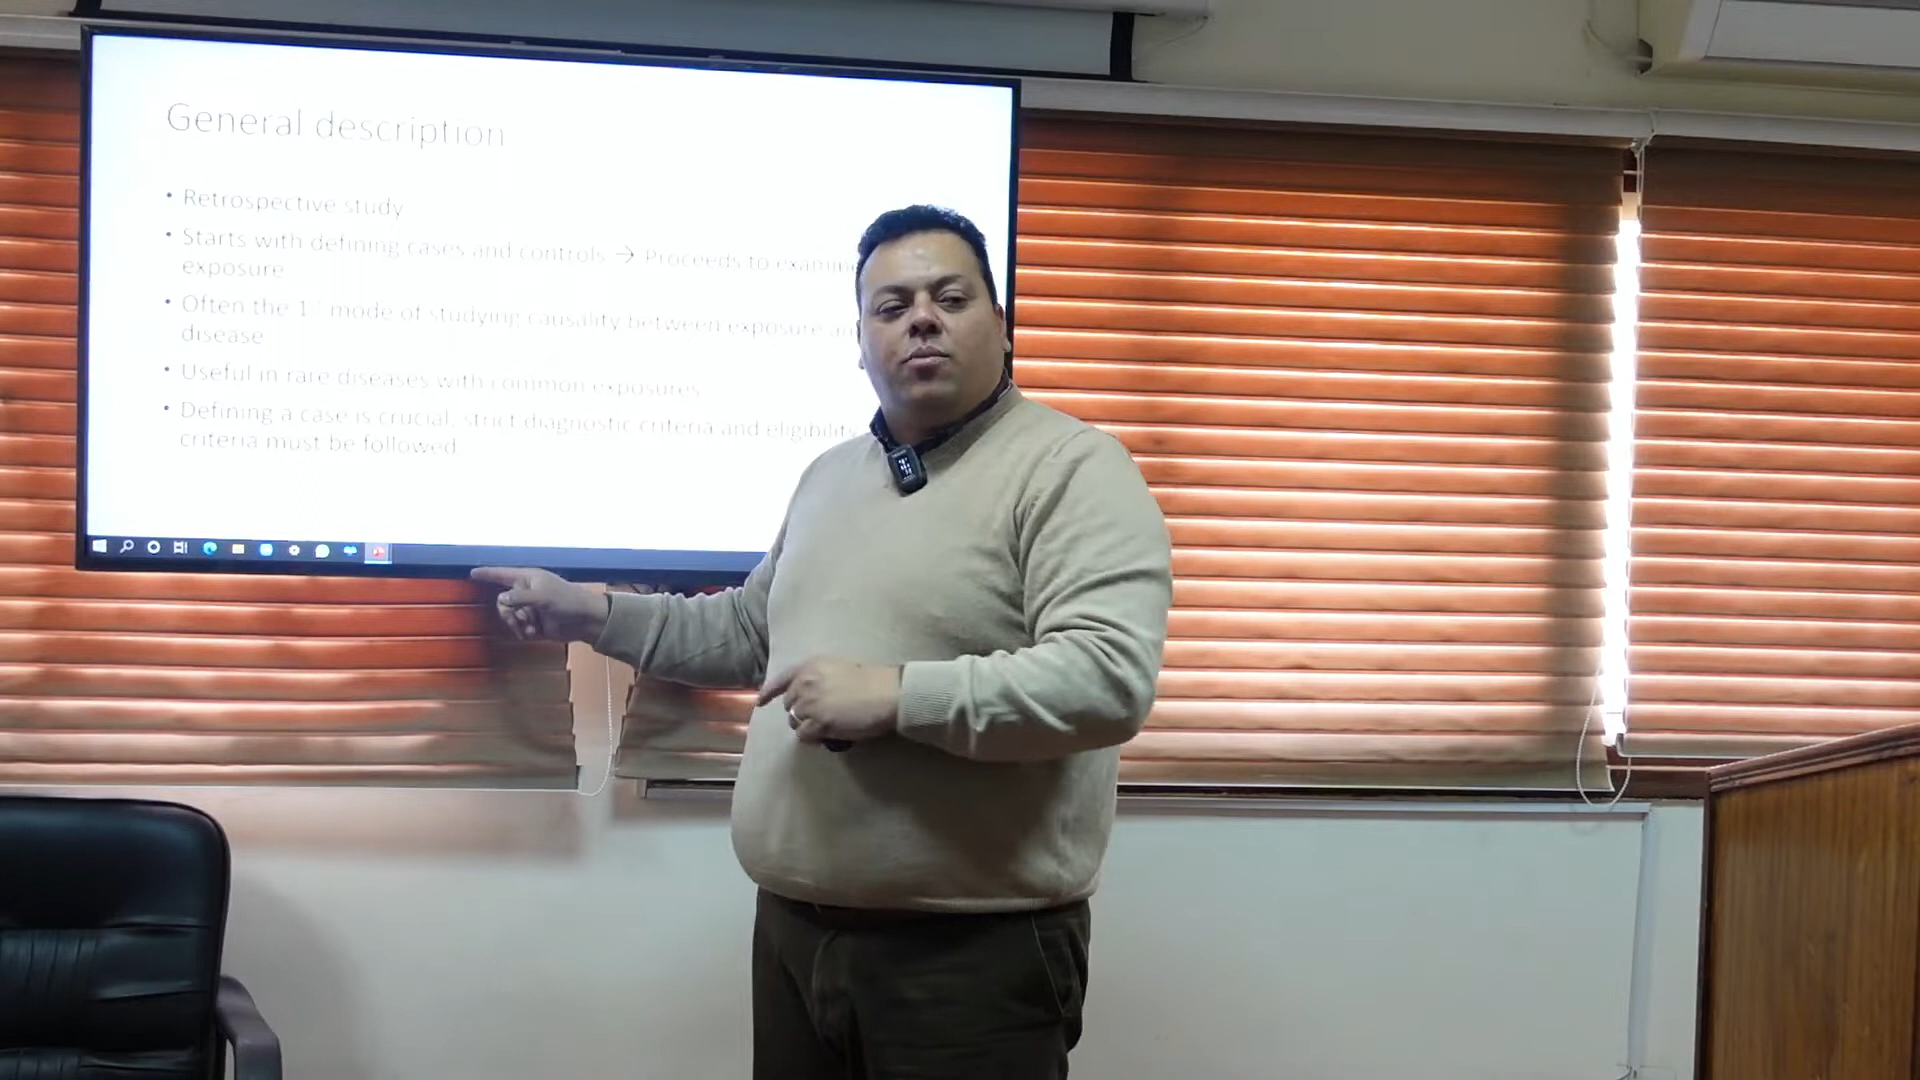 General description
• Retrospective study
• Starts with defining cases and controls → Proceeds to examine
exposure
• Often the 1st mode of studying causality between exposure an
disease
• Useful in rare diseases with common exposures
• Defining a case is crucial, strict diagnostic criteria and eligibility
criteria must be followed